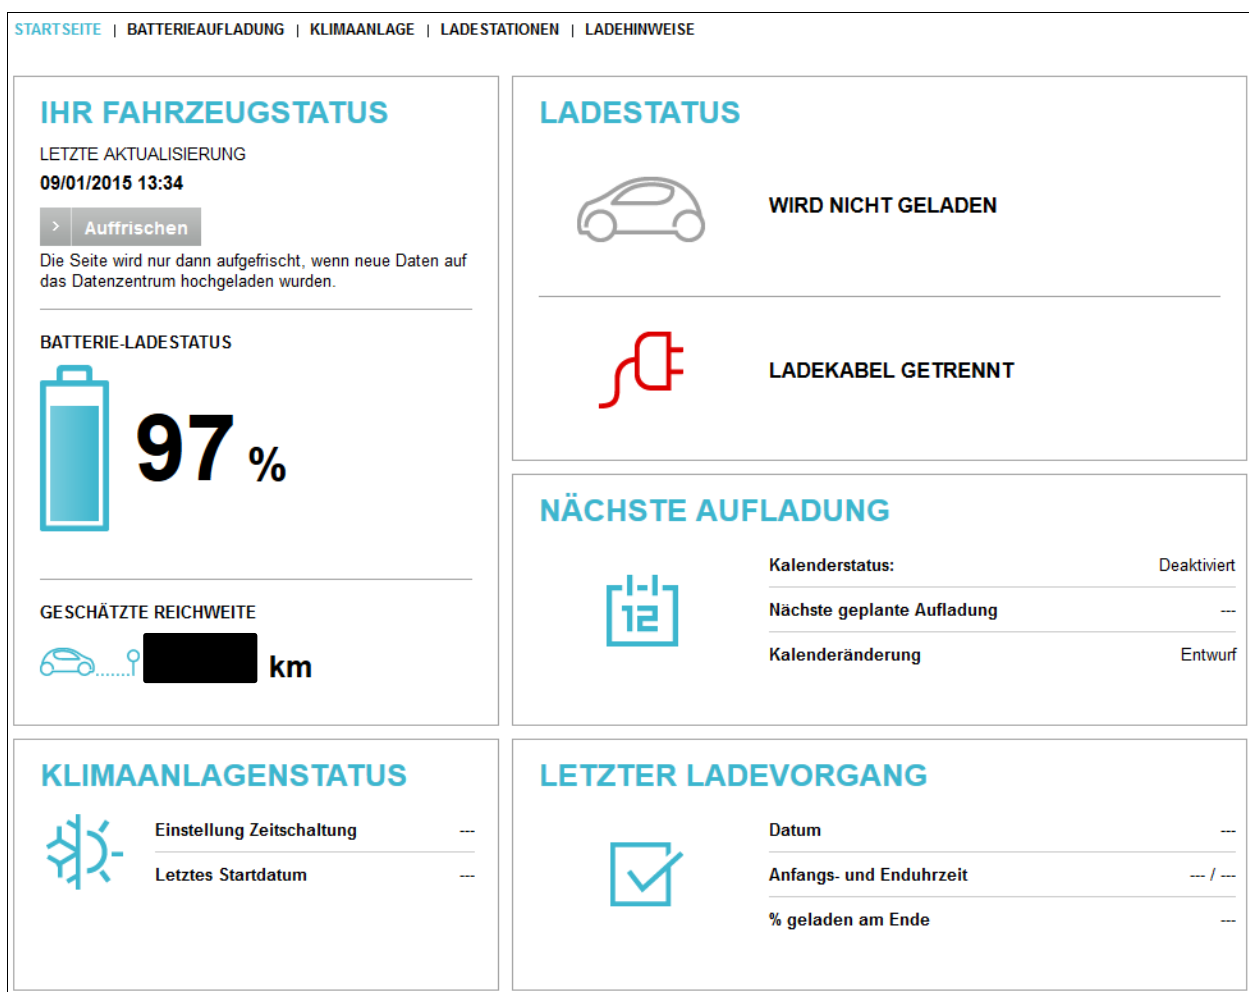 STARTSEITE | BATTERIEAUFLADUNG | KLIMAANLAGE | LADESTATIONEN | LADEHINWEISE
IHR FAHRZEUGSTATUS
LETZTE AKTUALISIERUNG
09/01/2015 13:34
> Auffrischen
Die Seite wird nur dann aufgefrischt, wenn neue Daten auf
das Datenzentrum hochgeladen wurden.
BATTERIE-LADESTATUS
97 %
GESCHÄTZTE REICHWEITE
km
LADESTATUS
WIRD NICHT GELADEN
LADEKABEL GETRENNT
NÄCHSTE AUFLADUNG
12
Kalenderstatus: Deaktiviert
Nächste geplante Aufladung ---
Kalenderänderung Entwurf
KLIMAANLAGENSTATUS
Einstellung Zeitschaltung ---
Letztes Startdatum ---
LETZTER LADEVORGANG
Datum ---
Anfangs- und Enduhrzeit --- / ---
% geladen am Ende ---